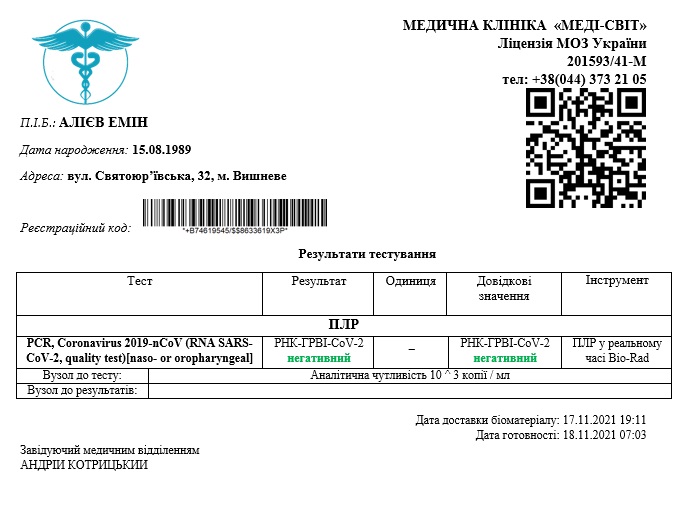 МЕДИЧНА КЛІНІКА «МЕДІ-СВІТ»
Ліцензія МОЗ України
201593/41-М
тел: +38(044) 373 21 05
П.І.Б.: АЛІЄВ ЕМІН
Дата народження: 15.08.1989
Адреса: вул. Святоюр’ївська, 32, м. Вишневе
Реєстраційний код:
*+B74619545/$$8633619X3P*
Результати тестування
Тест Результат Одиниця Довідкові значення Інструмент
ПЛР
PCR, Coronavirus 2019-nCoV (RNA SARS- РНК-ГРВІ-CoV-2 _ РНК-ГРВІ-CoV-2 ПЛР у реальному
CoV-2, quality test)[naso- or oropharyngeal] негативний негативний часі Bio-Rad
Вузол до тесту: Аналітична чутливість 10 ^ 3 копії / мл
Вузол до результатів:
Дата доставки біоматеріалу: 17.11.2021 19:11
Дата готовності: 18.11.2021 07:03
Завідуючий медичним відділенням
АНДРІИ КОТРИЦЬКИИ